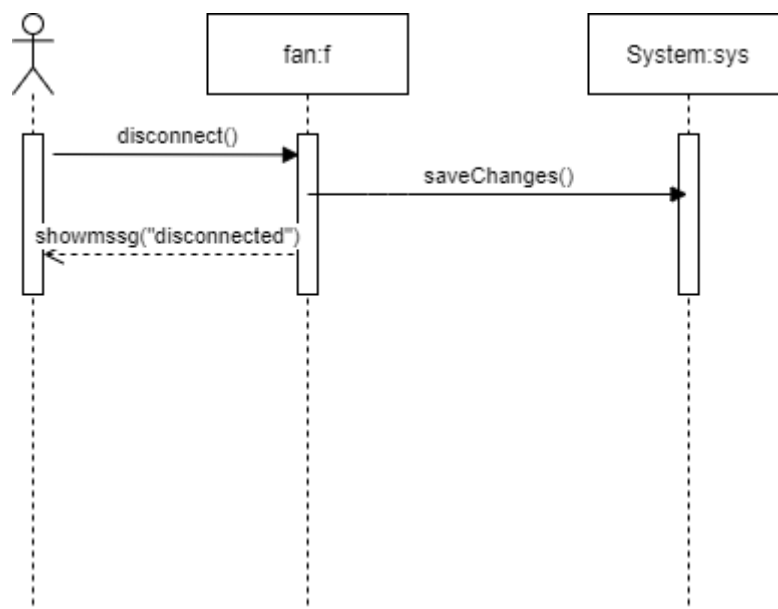 fan:f
System:sys
disconnect()
saveChanges()
showmssg("disconnected")